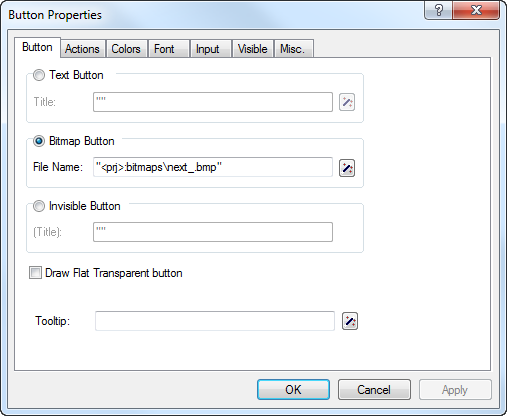 Button Properties
?
Button Actions Colors Font Input Visible Misc.
Text Button
Title: ""
Bitmap Button
File Name: "<prj>:bitmaps\next_.bmp"
Invisible Button
(Title): ""
Draw Flat Transparent button
Tooltip:
OK Cancel Apply